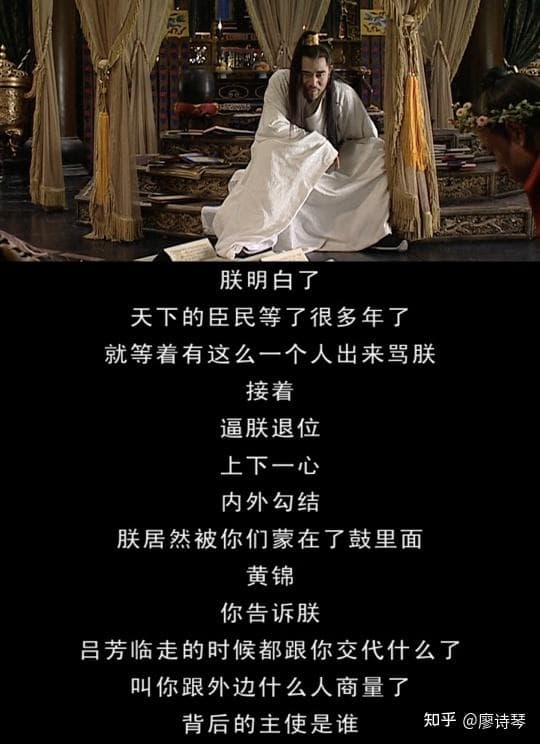 朕明白了
天下的臣民等了很多年了
就等着有这么一个人出来骂朕
接着
逼朕退位
上下一心
内外勾结
朕居然被你们蒙在了鼓里面
黄锦
你告诉朕
吕芳临走的时候都跟你交代什么了
叫你跟外边什么人商量了
背后的主使是谁
知乎 @廖诗琴